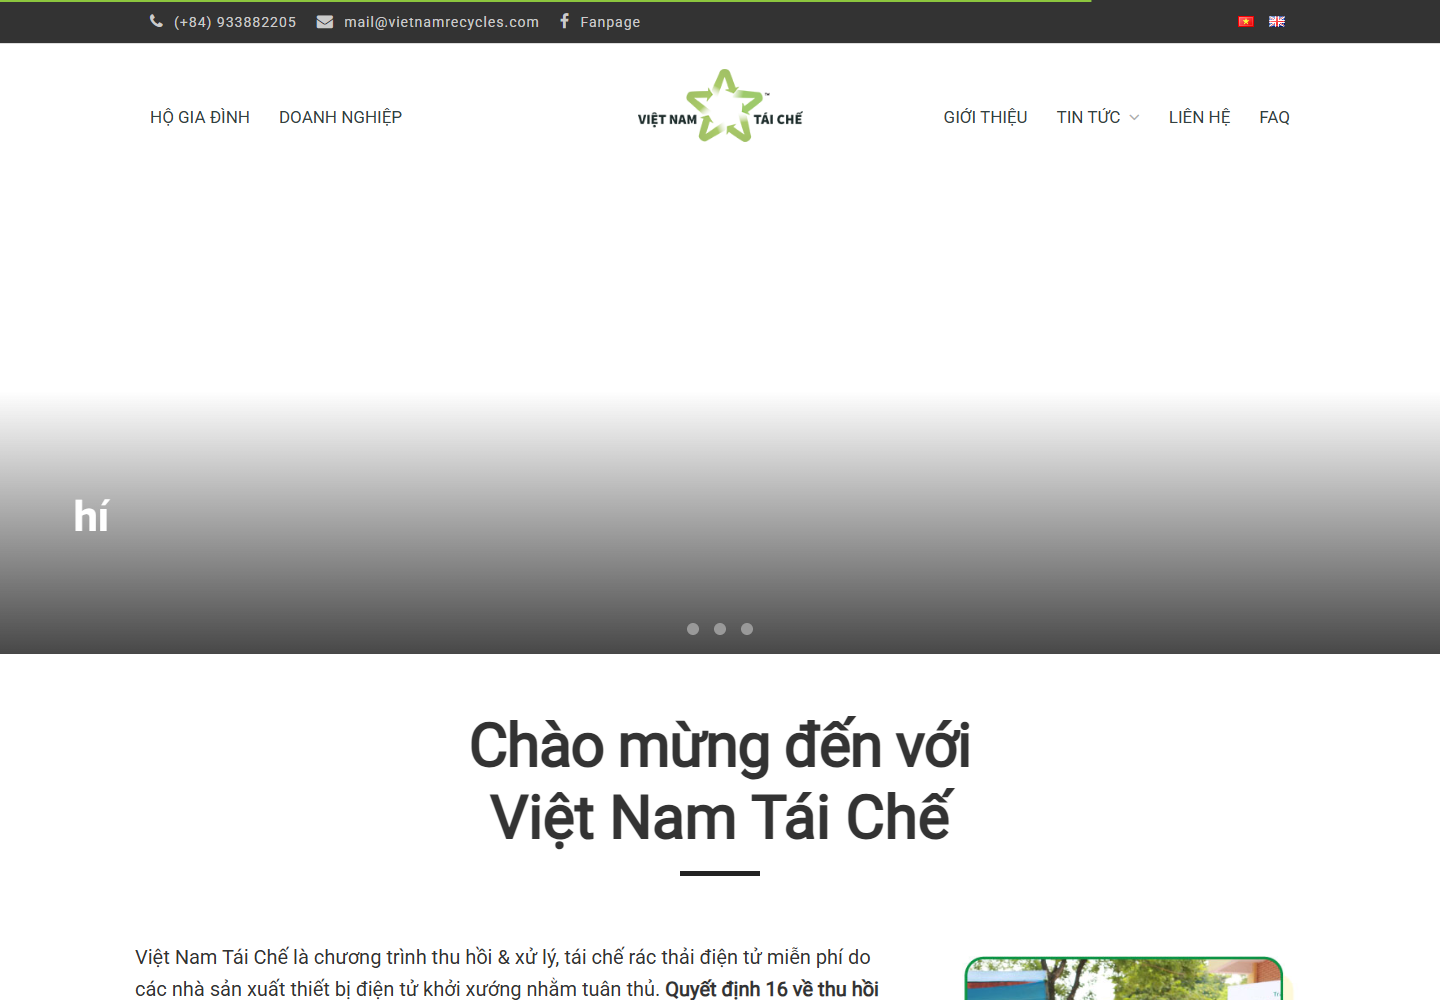 (+84) 933882205 mail@vietnamrecycles.com Fanpage
HỘ GIA ĐÌNH DOANH NGHIỆP VIỆT NAM TÁI CHẾ ™ GIỚI THIỆU TIN TỨC LIÊN HỆ FAQ
hí
Chào mừng đến với
Việt Nam Tái Chế
Việt Nam Tái Chế là chương trình thu hồi & xử lý, tái chế rác thải điện tử miễn phí do
các nhà sản xuất thiết bị điện tử khởi xướng nhằm tuân thủ. Quyết định 16 về thu hồi